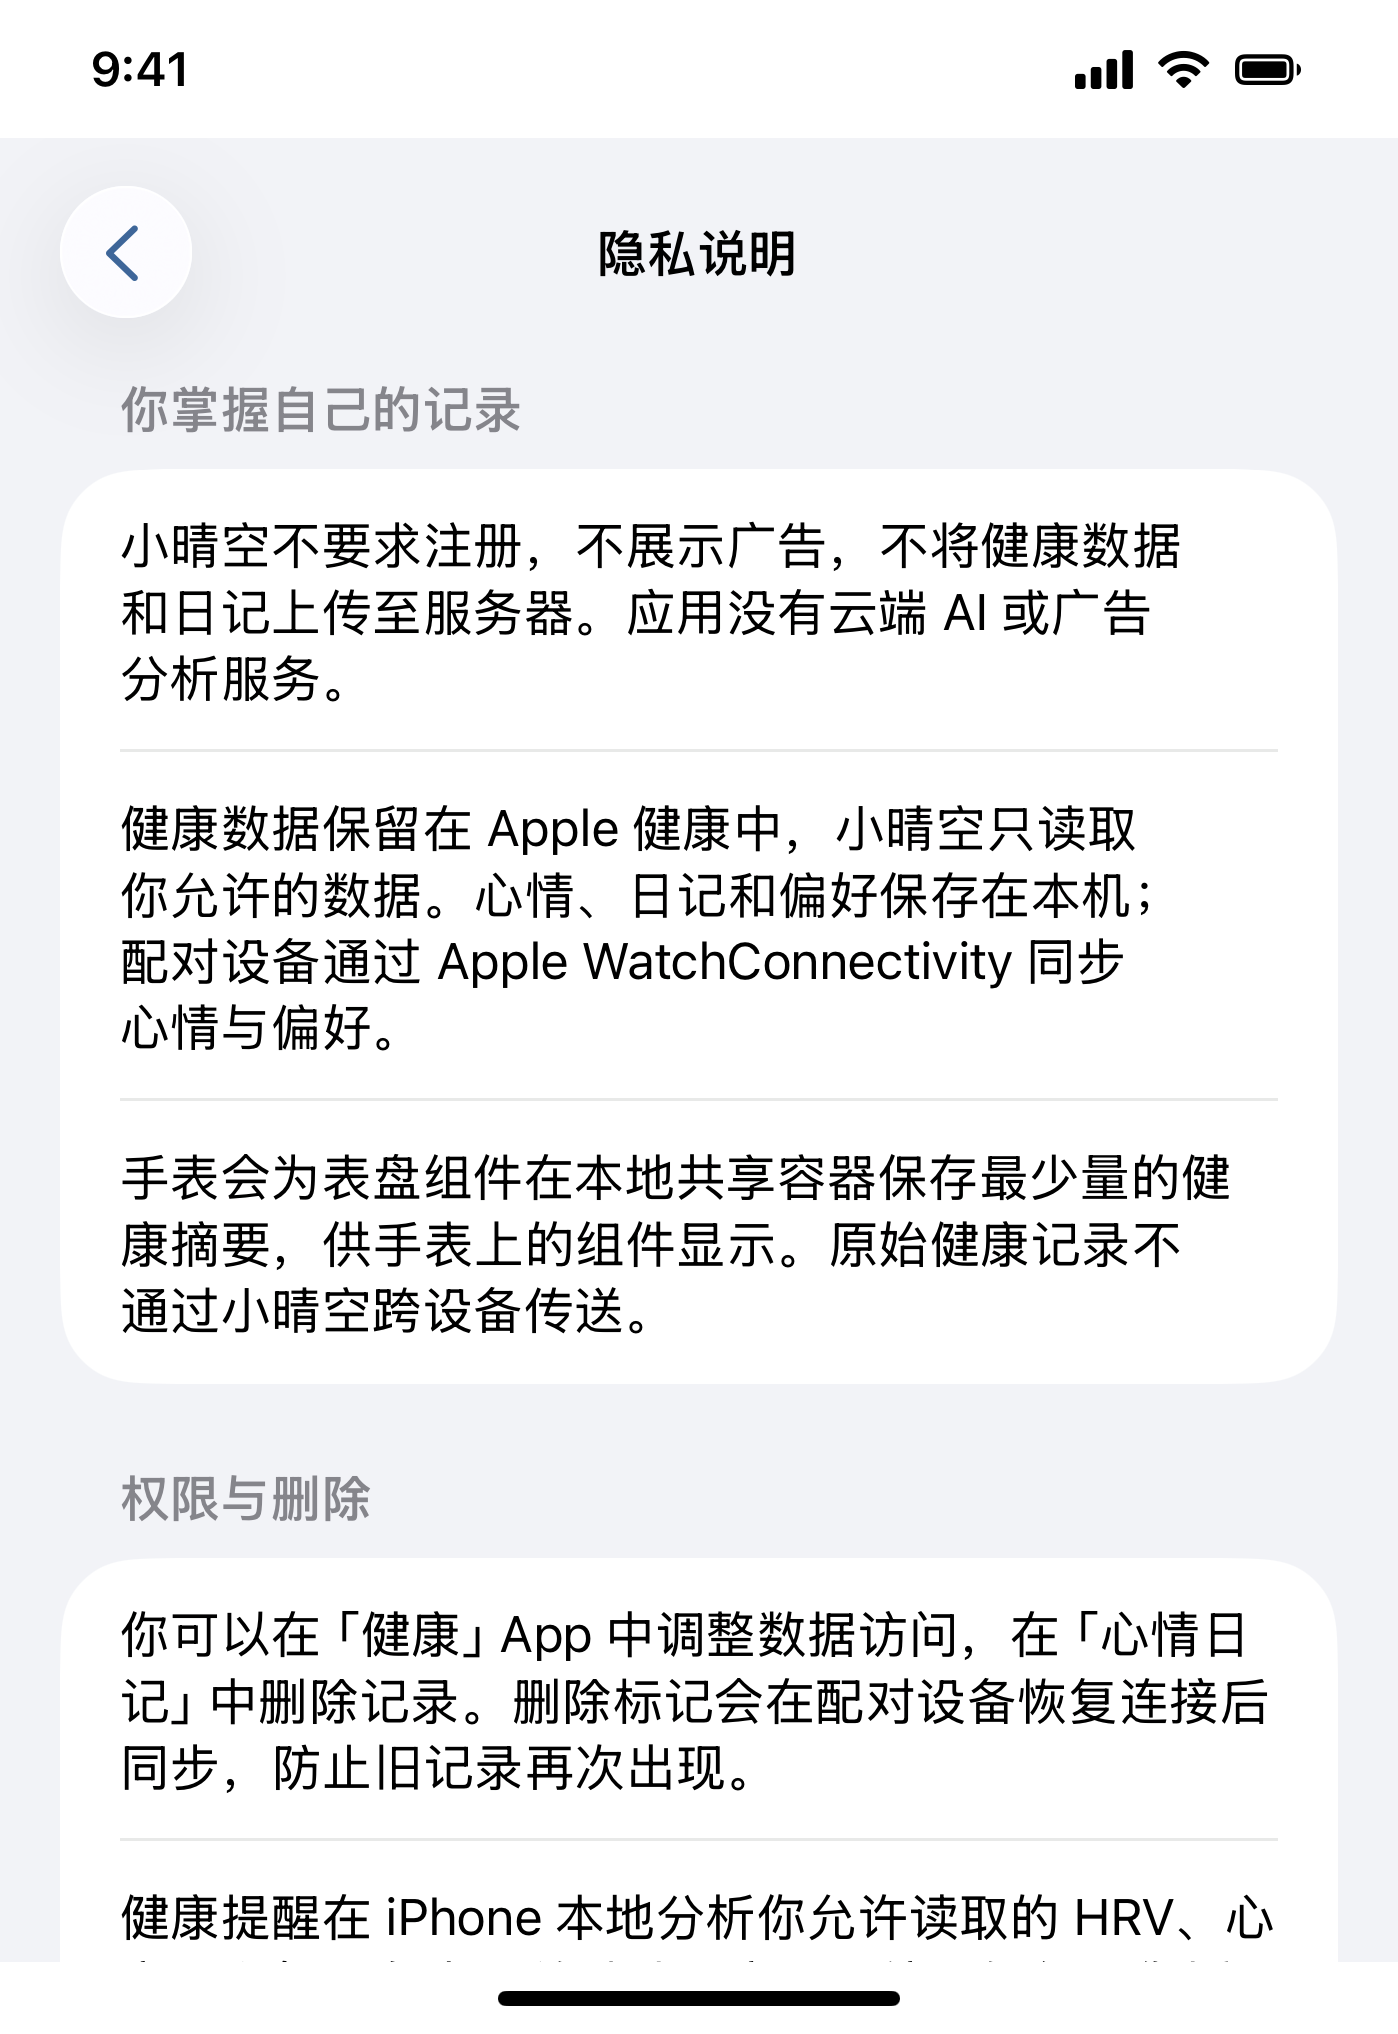 9:41
隐私说明
你掌握自己的记录
小晴空不要求注册，不展示广告，不将健康数据
和日记上传至服务器。应用没有云端 AI 或广告
分析服务。
健康数据保留在 Apple 健康中，小晴空只读取
你允许的数据。心情、日记和偏好保存在本机；
配对设备通过 Apple WatchConnectivity 同步
心情与偏好。
手表会为表盘组件在本地共享容器保存最少量的健
康摘要，供手表上的组件显示。原始健康记录不
通过小晴空跨设备传送。
权限与删除
你可以在「健康」App 中调整数据访问，在「心情日
记」中删除记录。删除标记会在配对设备恢复连接后
同步，防止旧记录再次出现。
健康提醒在 iPhone 本地分析你允许读取的 HRV、心